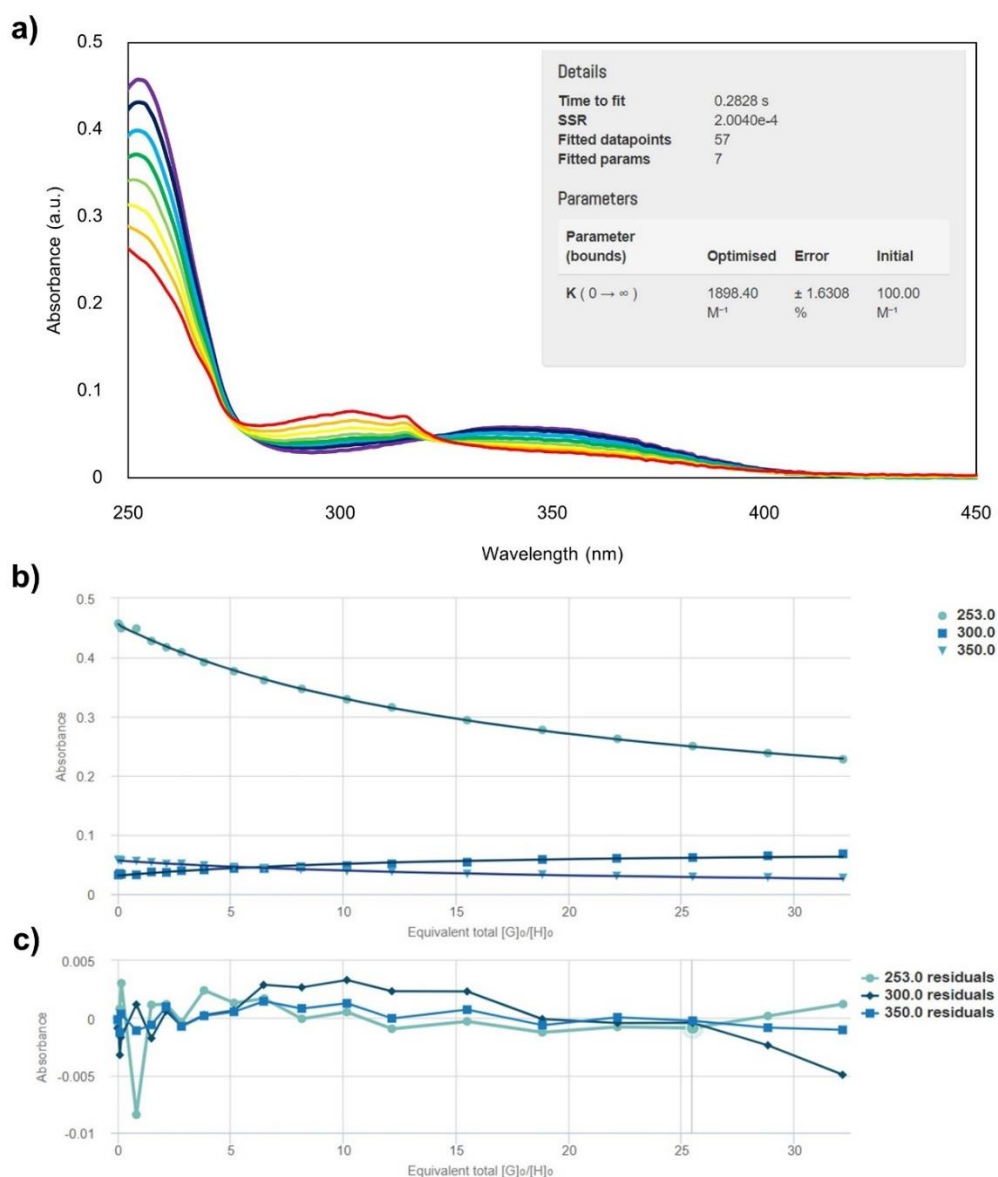 a)
0.5
0.4
0.3
0.2
0.1
0
Absorbance (a.u.)
250 300 350 400 450
Wavelength (nm)
Details
Time to fit 0.2828 s
SSR 2.0040e-4
Fitted datapoints 57
Fitted params 7
Parameters
Parameter
(bounds) Optimised Error Initial
K ( 0 → ∞ ) 1898.40 ± 1.6308 100.00
M⁻¹ % M⁻¹
b)
0.5
0.4
0.3
0.2
0.1
0
Absorbance
0 5 10 15 20 25 30
Equivalent total [G]₀/[H]₀
253.0
300.0
350.0
c)
0.005
0
-0.005
-0.01
Absorbance
0 5 10 15 20 25 30
Equivalent total [G]₀/[H]₀
253.0 residuals
300.0 residuals
350.0 residuals